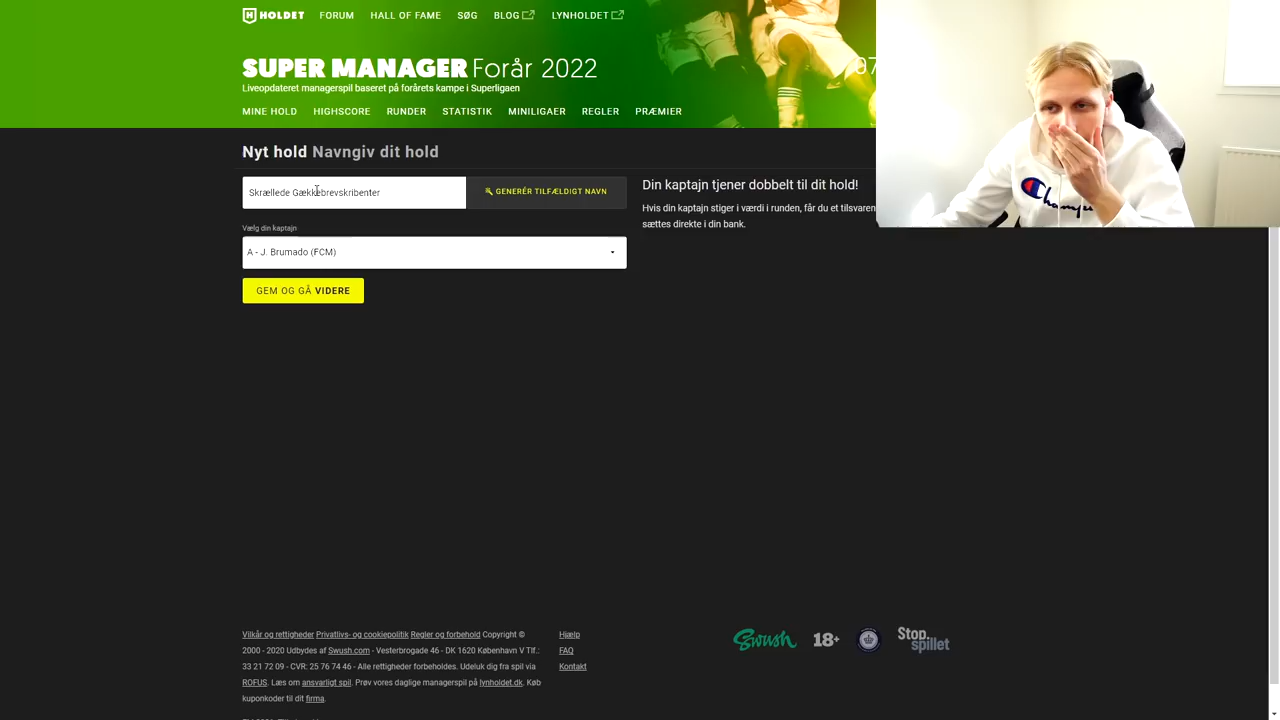 HOLDET FORUM HALL OF FAME SØG BLOG LYNHOLDET
SUPER MANAGER Forår 2022
Liveopdateret managerspil baseret på forårets kampe i Superligaen
MINE HOLD HIGHSCORE RUNDER STATISTIK MINILIGAER REGLER PRÆMIER
Nyt hold Navngiv dit hold
Skrællede Gækkebrevskribenter
GENERÉR TILFÆLDIGT NAVN
Vælg din kaptajn
A - J. Brumado (FCM)
GEM OG GÅ VIDERE
Din kaptajn tjener dobbelt til dit hold!
Hvis din kaptajn stiger i værdi i runden, får du et tilsvaren
sættes direkte i din bank.
Champion
Vilkår og rettigheder Privatlivs- og cookiepolitik Regler og forbehold Copyright ©
2000 - 2020 Udbydes af Swush.com - Vesterbrogade 46 - DK 1620 København V Tlf.:
33 21 72 09 - CVR: 25 76 74 46 - Alle rettigheder forbeholdes. Udeluk dig fra spil via
ROFUS. Læs om ansvarligt spil. Prøv vores daglige managerspil på lynholdet.dk. Køb
kuponkoder til dit firma.
Hjælp
FAQ
Kontakt
Swush 18+
Stop
spillet